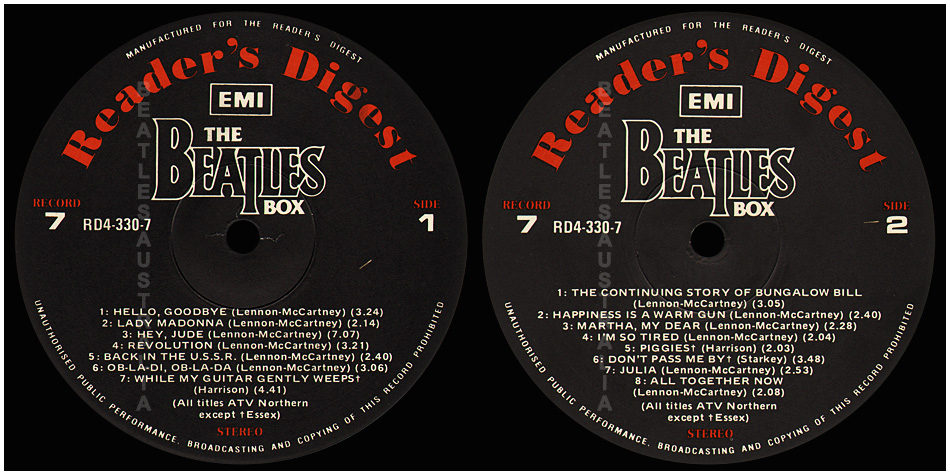 MANUFACTURED FOR THE READER'S DIGEST
Reader's Digest
EMI
THE
BEATLES
BOX
RECORD
7
RD4-330-7
SIDE
1
1: HELLO, GOODBYE (Lennon-McCartney) (3.24)
2: LADY MADONNA (Lennon-McCartney) (2.14)
3: HEY, JUDE (Lennon-McCartney) (7.07)
4: REVOLUTION (Lennon-McCartney) (3.21)
5: BACK IN THE U.S.S.R. (Lennon-McCartney) (2.40)
6: OB-LA-DI, OB-LA-DA (Lennon-McCartney) (3.06)
7: WHILE MY GUITAR GENTLY WEEPS†
(Harrison) (4.41)
(All titles ATV Northern
except †Essex)
STEREO
UNAUTHORISED PUBLIC PERFORMANCE, BROADCASTING AND COPYING OF THIS RECORD PROHIBITED
BEATLESAUSTRALIA
MANUFACTURED FOR THE READER'S DIGEST
Reader's Digest
EMI
THE
BEATLES
BOX
RECORD
7
RD4-330-7
SIDE
2
1: THE CONTINUING STORY OF BUNGALOW BILL
(Lennon-McCartney) (3.05)
2: HAPPINESS IS A WARM GUN (Lennon-McCartney) (2.40)
3: MARTHA, MY DEAR (Lennon-McCartney) (2.28)
4: I'M SO TIRED (Lennon-McCartney) (2.04)
5: PIGGIES† (Harrison) (2.03)
6: DON'T PASS ME BY† (Starkey) (3.48)
7: JULIA (Lennon-McCartney) (2.53)
8: ALL TOGETHER NOW
(Lennon-McCartney) (2.08)
(All titles ATV Northern
except †Essex)
STEREO
UNAUTHORISED PUBLIC PERFORMANCE, BROADCASTING AND COPYING OF THIS RECORD PROHIBITED
BEATLESAUSTRALIA